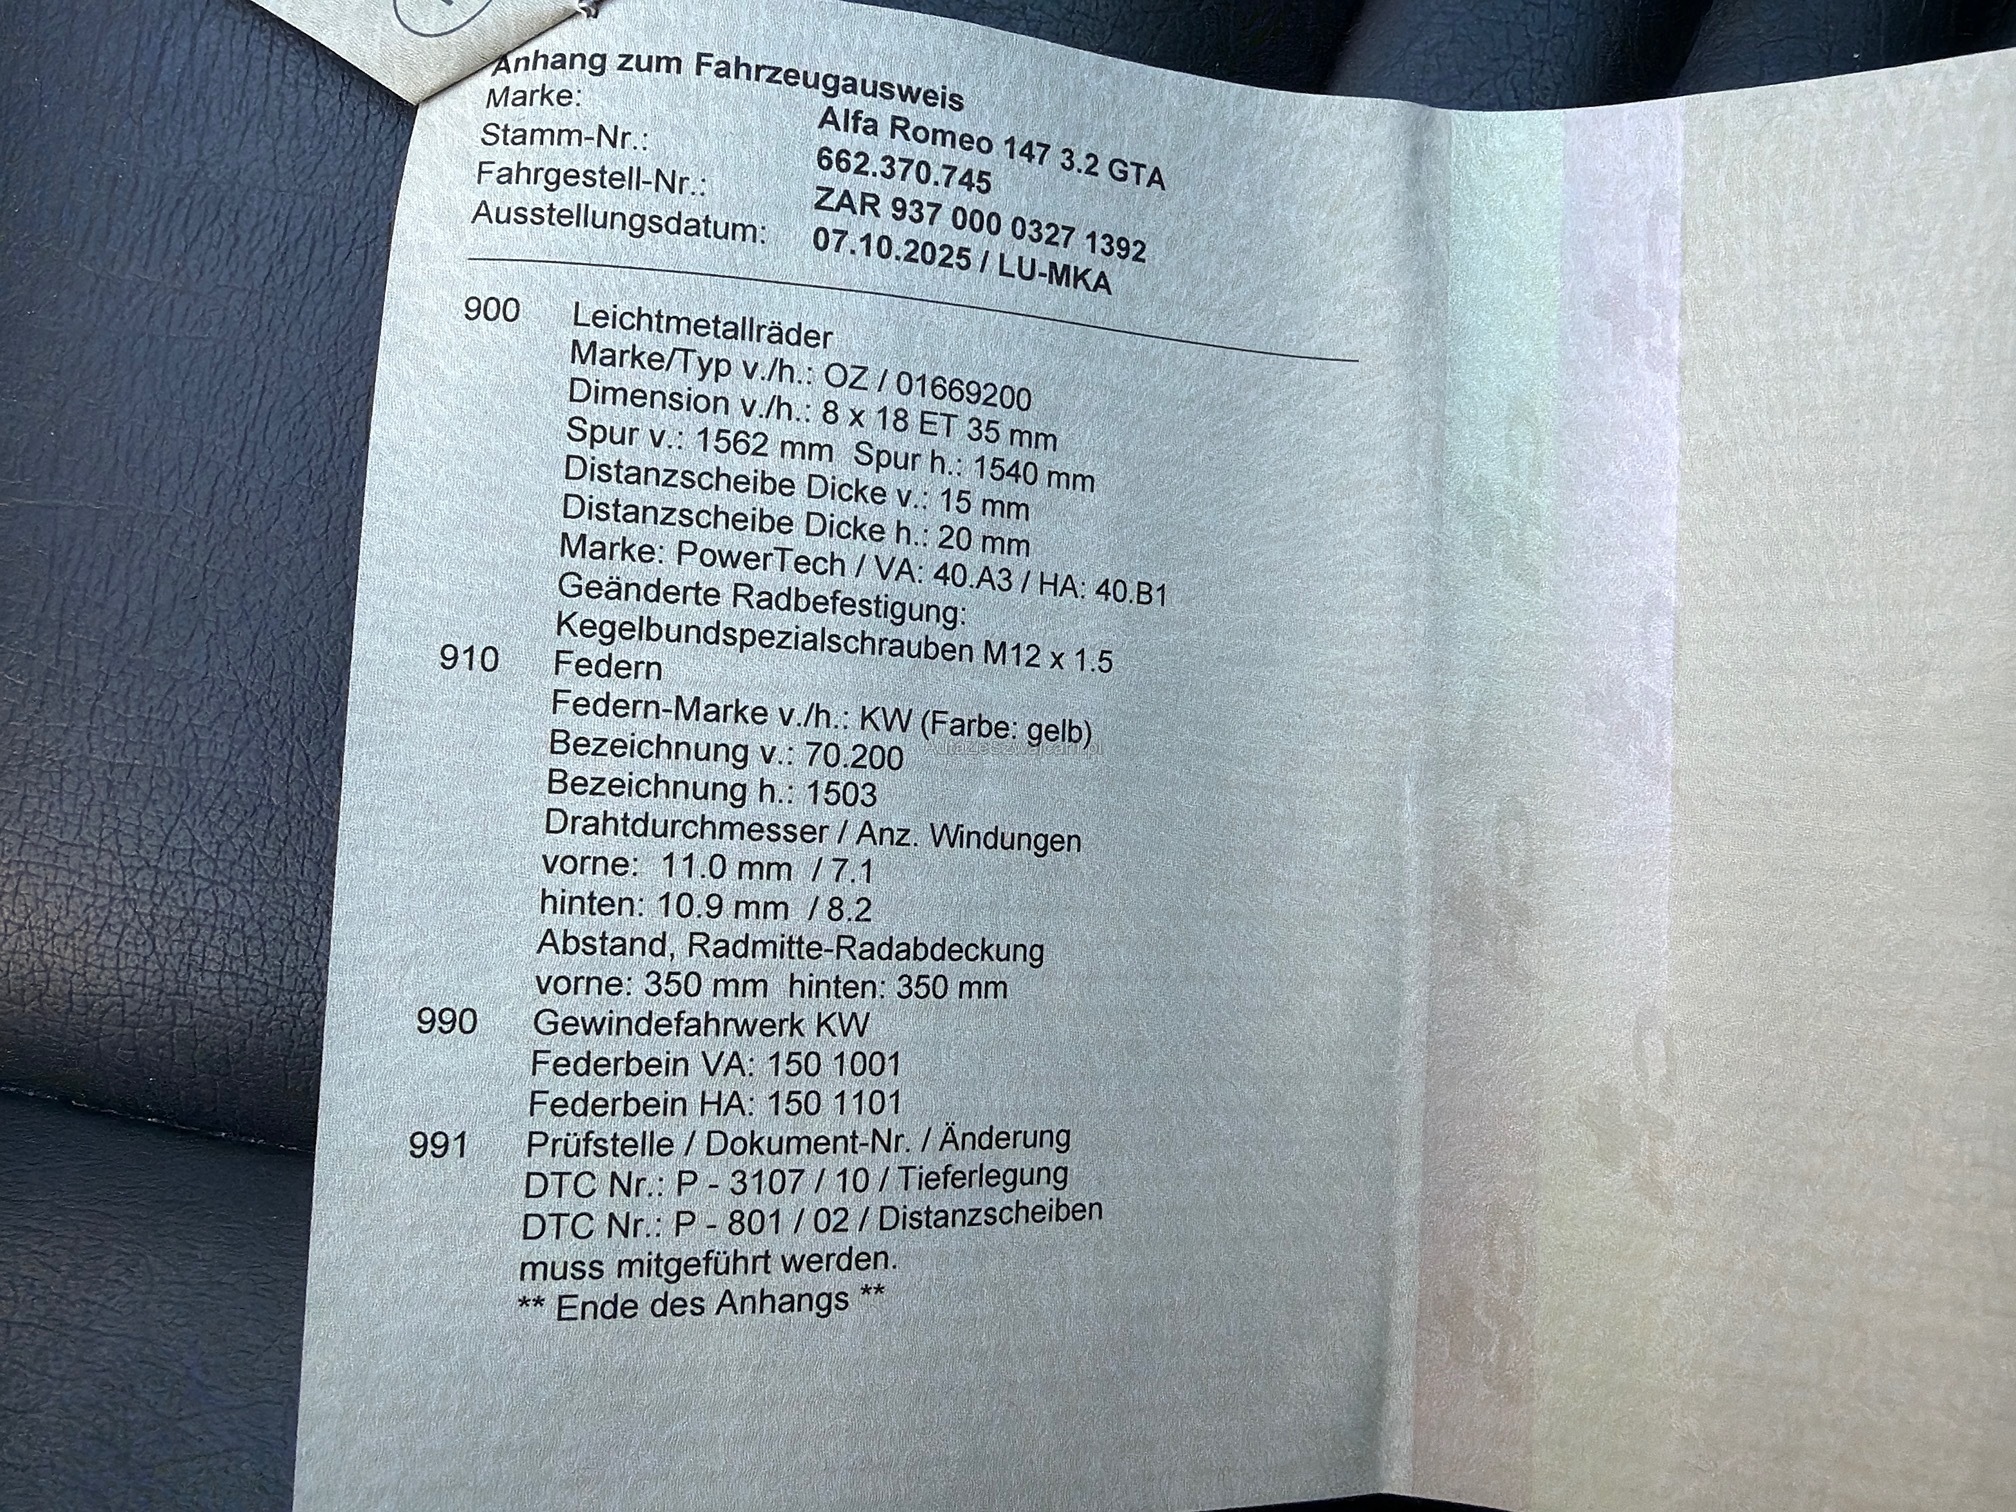 Anhang zum Fahrzeugausweis
Marke: Alfa Romeo 147 3.2 GTA
Stamm-Nr.: 662.370.745
Fahrgestell-Nr.: ZAR 937 000 0327 1392
Ausstellungsdatum: 07.10.2025 / LU-MKA
900 Leichtmetallräder
Marke/Typ v./h.: OZ / 01669200
Dimension v./h.: 8 x 18 ET 35 mm
Spur v.: 1562 mm Spur h.: 1540 mm
Distanzscheibe Dicke v.: 15 mm
Distanzscheibe Dicke h.: 20 mm
Marke: PowerTech / VA: 40.A3 / HA: 40.B1
Geänderte Radbefestigung:
Kegelbundspezialschrauben M12 x 1.5
910 Federn
Federn-Marke v./h.: KW (Farbe: gelb)
AutazeSzwajcarii.pl
Bezeichnung v.: 70.200
Bezeichnung h.: 1503
Drahtdurchmesser / Anz. Windungen
vorne: 11.0 mm / 7.1
hinten: 10.9 mm / 8.2
Abstand, Radmitte-Radabdeckung
vorne: 350 mm hinten: 350 mm
990 Gewindefahrwerk KW
Federbein VA: 150 1001
Federbein HA: 150 1101
991 Prüfstelle / Dokument-Nr. / Änderung
DTC Nr.: P - 3107 / 10 / Tieferlegung
DTC Nr.: P - 801 / 02 / Distanzscheiben
muss mitgeführt werden.
** Ende des Anhangs **